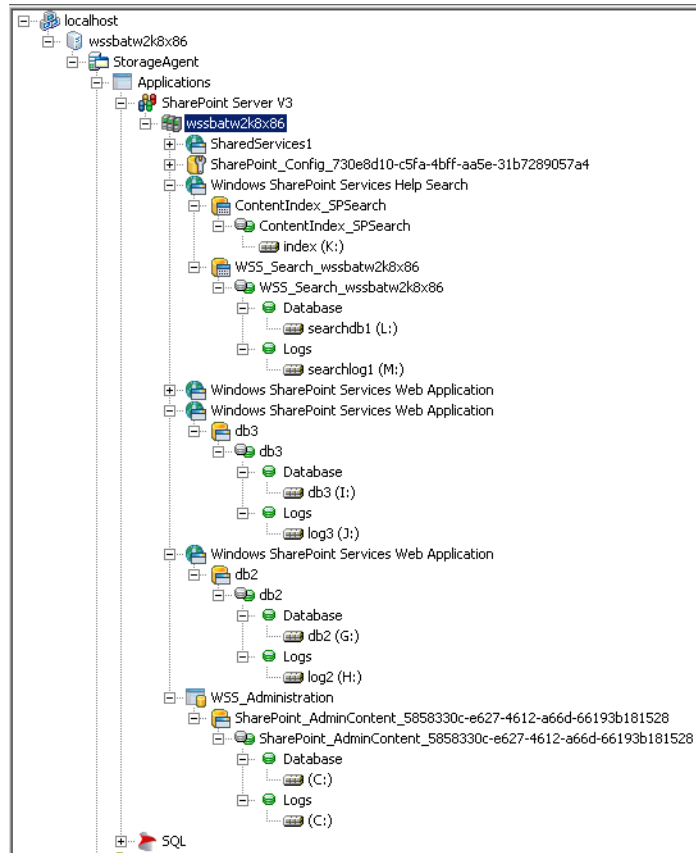 localhost
wssbatw2k8x86
StorageAgent
Applications
SharePoint Server V3
wssbatw2k8x86
SharedServices1
SharePoint_Config_730e8d10-c5fa-4bff-aa5e-31b7289057a4
Windows SharePoint Services Help Search
ContentIndex_SPSearch
ContentIndex_SPSearch
index (K:)
WSS_Search_wssbatw2k8x86
WSS_Search_wssbatw2k8x86
Database
searchdb1 (L:)
Logs
searchlog1 (M:)
Windows SharePoint Services Web Application
Windows SharePoint Services Web Application
db3
db3
Database
db3 (I:)
Logs
log3 (J:)
Windows SharePoint Services Web Application
db2
db2
Database
db2 (G:)
Logs
log2 (H:)
WSS_Administration
SharePoint_AdminContent_5858330c-e627-4612-a66d-66193b181528
SharePoint_AdminContent_5858330c-e627-4612-a66d-66193b181528
Database
(C:)
Logs
(C:)
SQL